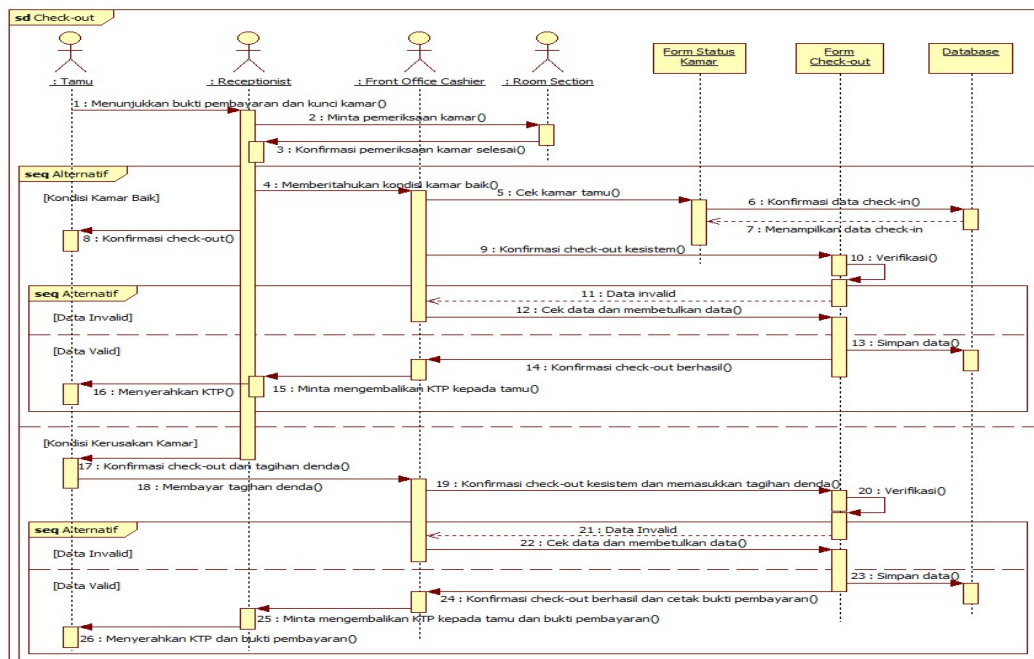 sd Check-out
: Tamu
: Receptionist
: Front Office Cashier
: Room Section
Form Status
Kamar
Form
Check-out
Database
1 : Menunjukkan bukti pembayaran dan kunci kamar()
2 : Minta pemeriksaan kamar()
3 : Konfirmasi pemeriksaan kamar selesai()
seq Alternatif
[Kondisi Kamar Baik]
4 : Memberitahukan kondisi kamar baik()
5 : Cek kamar tamu()
6 : Konfirmasi data check-in()
7 : Menampilkan data check-in
8 : Konfirmasi check-out()
9 : Konfirmasi check-out kesistem()
10 : Verifikasi()
seq Alternatif
11 : Data invalid
[Data Invalid]
12 : Cek data dan membetulkan data()
[Data Valid]
13 : Simpan data()
14 : Konfirmasi check-out berhasil()
15 : Minta mengembalikan KTP kepada tamu()
16 : Menyerahkan KTP()
[Kondisi Kerusakan Kamar]
17 : Konfirmasi check-out dan tagihan denda()
18 : Membayar tagihan denda()
19 : Konfirmasi check-out kesistem dan memasukkan tagihan denda()
20 : Verifikasi()
seq Alternatif
21 : Data Invalid
[Data Invalid]
22 : Cek data dan membetulkan data()
[Data Valid]
23 : Simpan data()
24 : Konfirmasi check-out berhasil dan cetak bukti pembayaran()
25 : Minta mengembalikan KTP kepada tamu dan bukti pembayaran()
26 : Menyerahkan KTP dan bukti pembayaran()